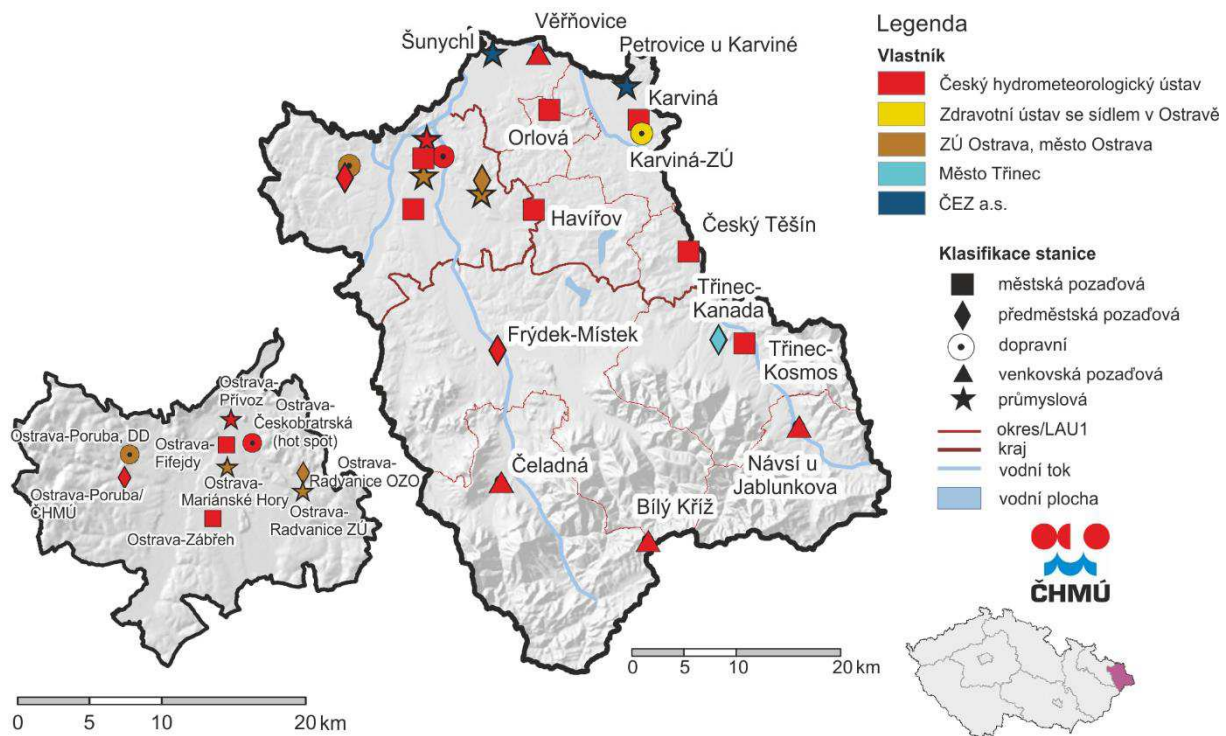 Věřňovice
Šunychl
Petrovice u Karviné
Karviná
Orlová
Karviná-ZÚ
Havířov
Český Těšín
Třinec-
Kanada
Frýdek-Místek
Třinec-
Kosmos
Čeladná
Návsí u
Jablunkova
Bílý Kříž
0 5 10 20 km
Ostrava-
Přívoz
Ostrava-
Českobratrská
(hot spot)
Ostrava-Poruba, DD
Ostrava-
Fifejdy
Ostrava-
Radvanice OZO
Ostrava-
Mariánské Hory
Ostrava-Poruba/
ČHMÚ
Ostrava-
Radvanice ZÚ
Ostrava-Zábřeh
0 5 10 20 km
Legenda
Vlastník
Český hydrometeorologický ústav
Zdravotní ústav se sídlem v Ostravě
ZÚ Ostrava, město Ostrava
Město Třinec
ČEZ a.s.
Klasifikace stanice
městská pozaďová
předměstská pozaďová
dopravní
venkovská pozaďová
průmyslová
okres/LAU1
kraj
vodní tok
vodní plocha
ČHMÚ